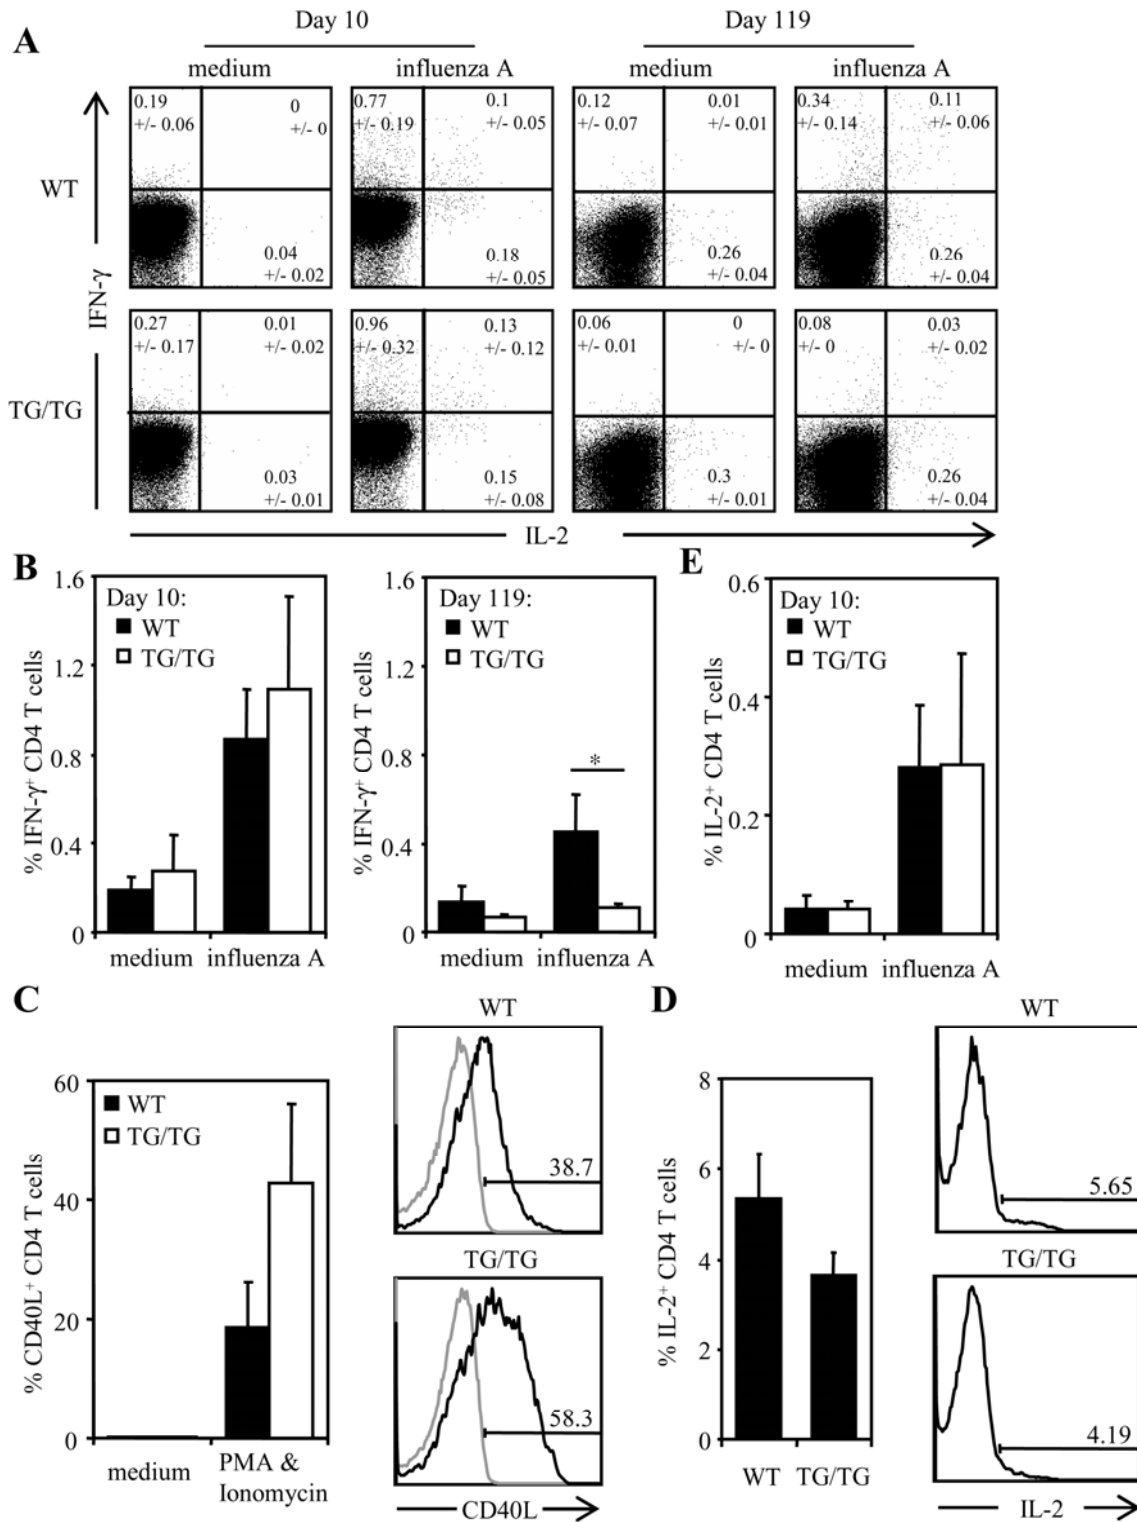 A
Day 10
Day 119
medium
influenza A
medium
influenza A
WT
0.19
+/- 0.06
0
+/- 0
0.04
+/- 0.02
0.77
+/- 0.19
0.1
+/- 0.05
0.18
+/- 0.05
0.12
+/- 0.07
0.01
+/- 0.01
0.26
+/- 0.04
0.34
+/- 0.14
0.11
+/- 0.06
0.26
+/- 0.04
IFN-γ
TG/TG
0.27
+/- 0.17
0.01
+/- 0.02
0.03
+/- 0.01
0.96
+/- 0.32
0.13
+/- 0.12
0.15
+/- 0.08
0.06
+/- 0.01
0
+/- 0
0.3
+/- 0.01
0.08
+/- 0
0.03
+/- 0.02
0.26
+/- 0.04
IL-2
B
% IFN-γ+ CD4 T cells
1.6
1.2
0.8
0.4
0
Day 10:
WT
TG/TG
medium
influenza A
% IFN-γ+ CD4 T cells
1.6
1.2
0.8
0.4
0
Day 119:
WT
TG/TG
*
medium
influenza A
E
% IL-2+ CD4 T cells
0.6
0.4
0.2
0
Day 10:
WT
TG/TG
medium
influenza A
C
% CD40L+ CD4 T cells
60
40
20
0
WT
TG/TG
medium
PMA &
Ionomycin
WT
38.7
TG/TG
58.3
CD40L
D
% IL-2+ CD4 T cells
8
6
4
2
0
WT
TG/TG
WT
5.65
TG/TG
4.19
IL-2